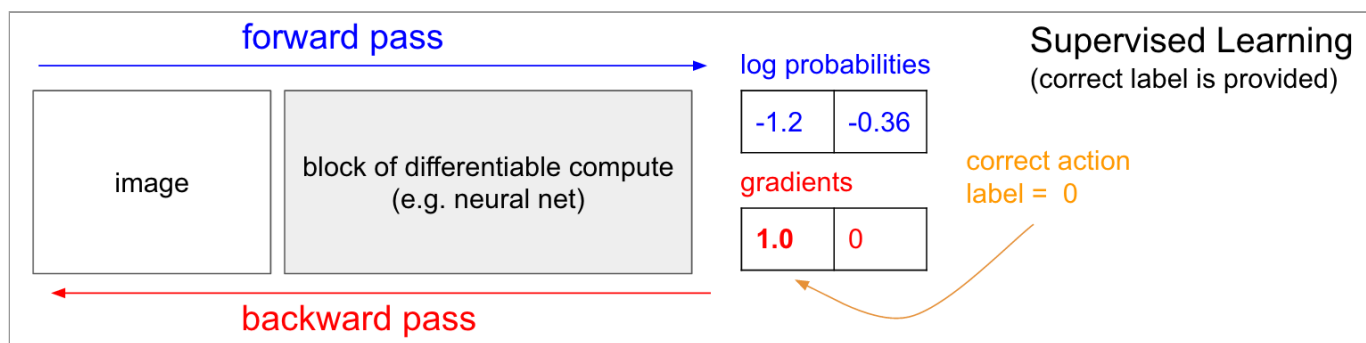 forward pass
Supervised Learning
(correct label is provided)
log probabilities
-1.2 -0.36
image
block of differentiable compute
(e.g. neural net)
correct action
label = 0
gradients
1.0 0
backward pass